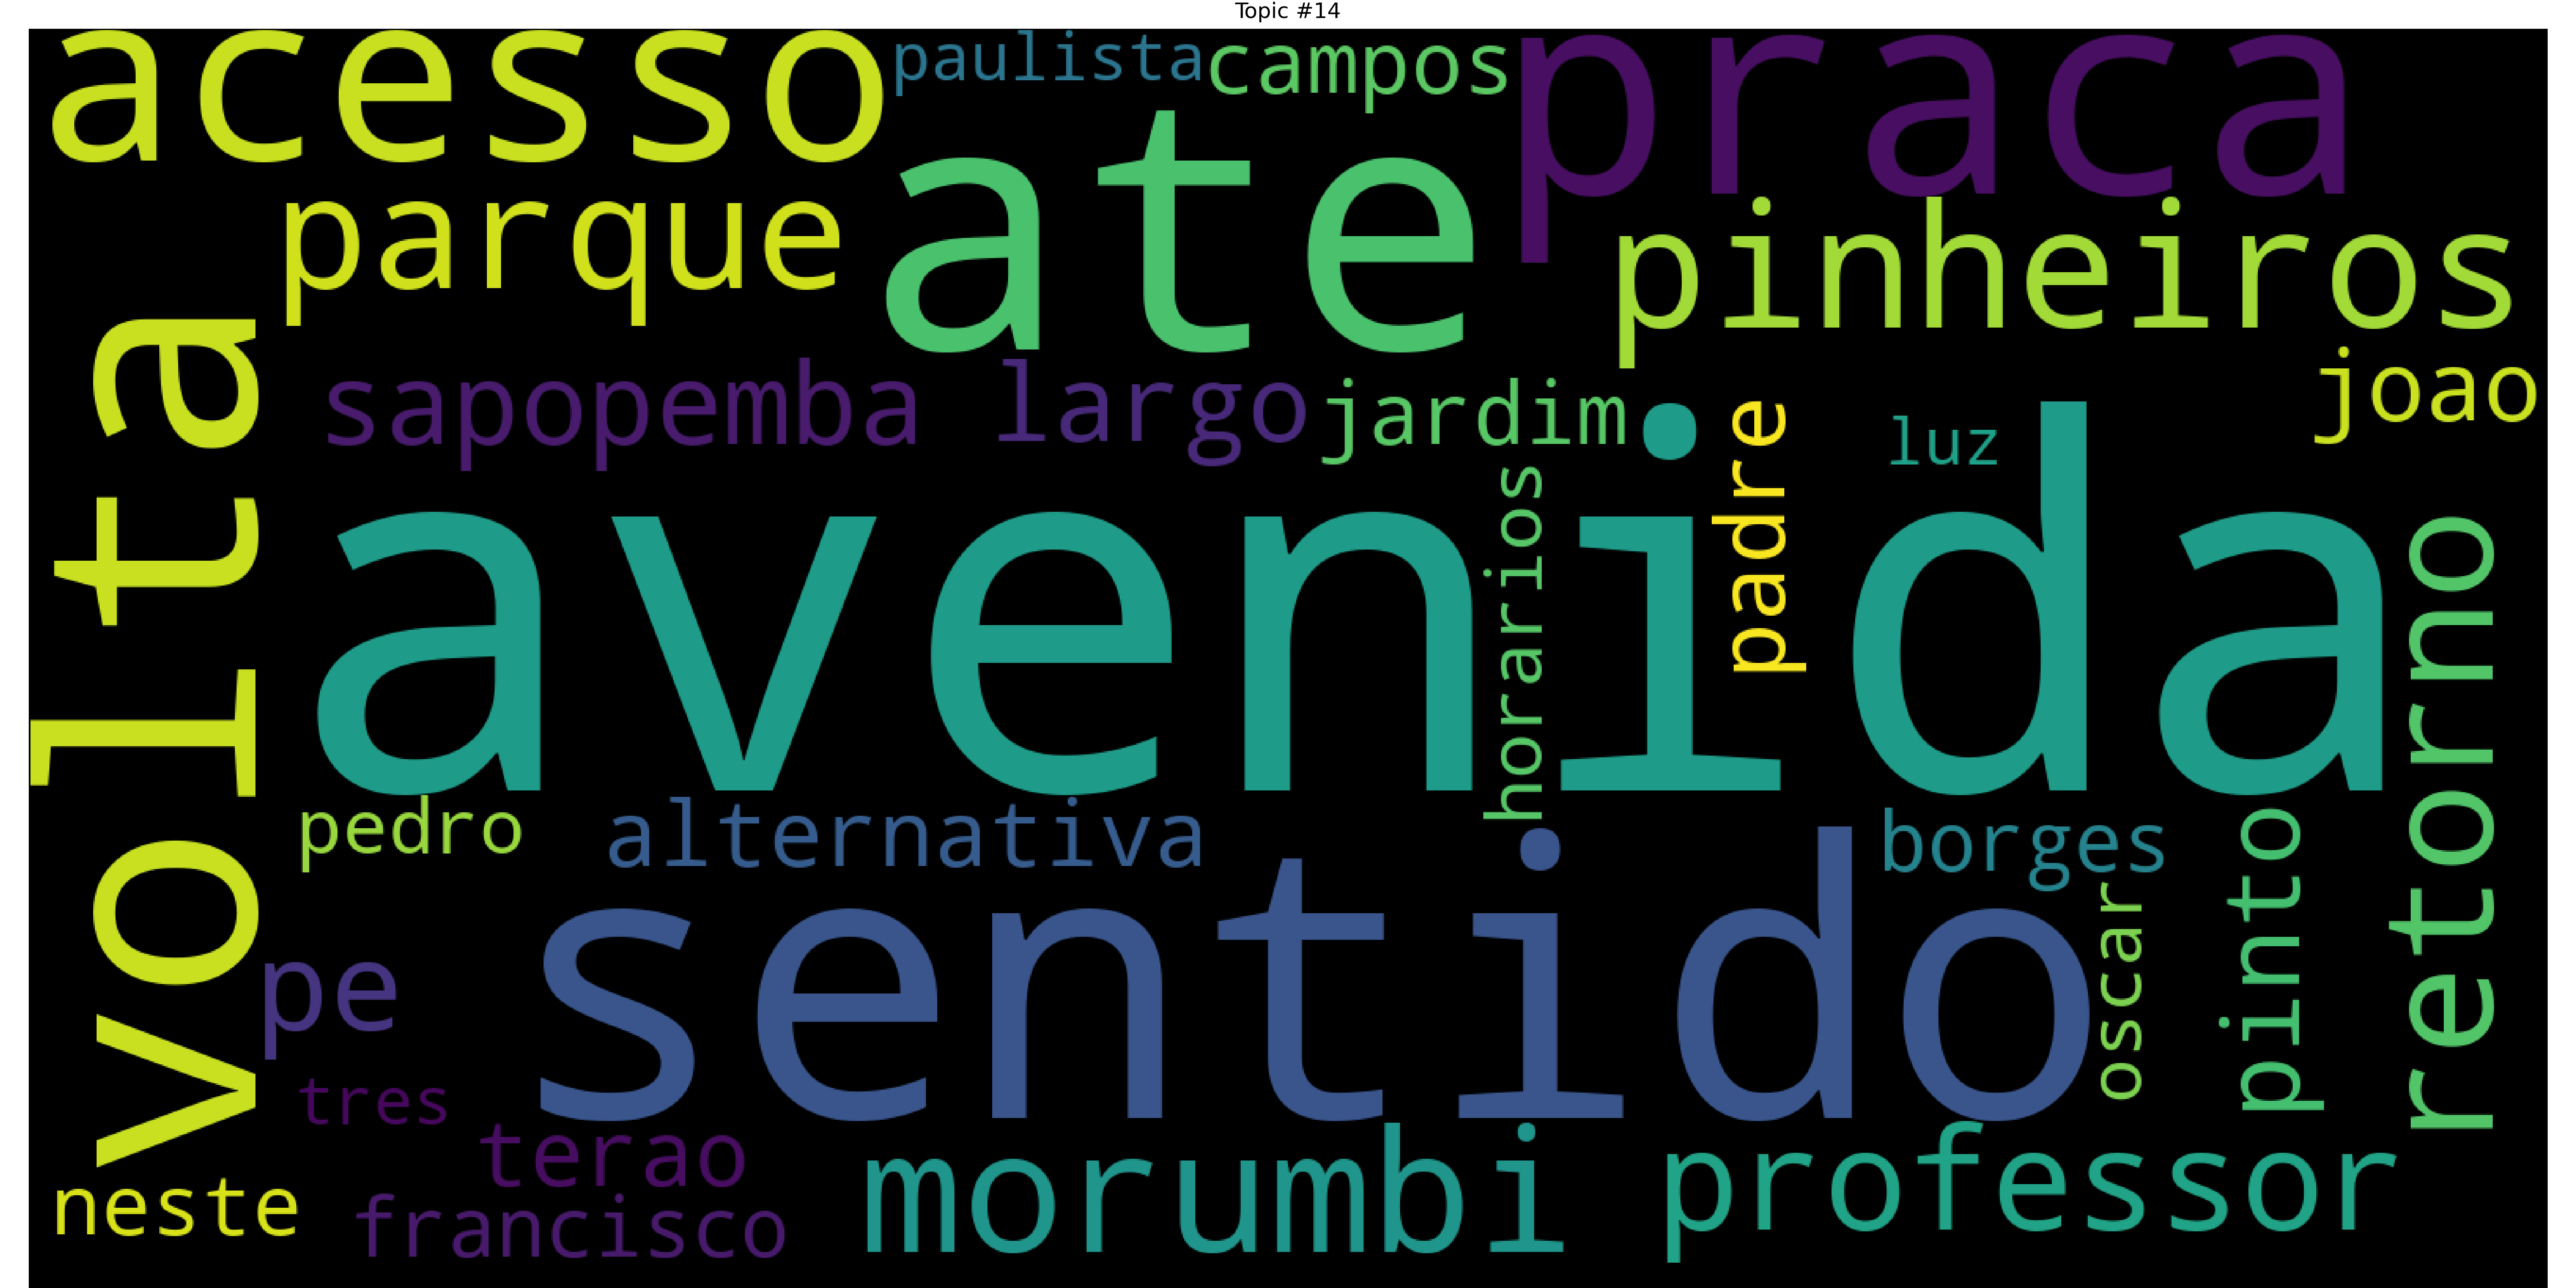 Topic #14
acesso
paulista
campos
praca
ate
parque
pinheiros
volta
sapopemba
largo
jardim
joao
padre
luz
horarios
avenida
retorno
pedro
alternativa
borges
sentido
oscar
pinto
pe
tres
terao
neste
francisco
morumbi
professor